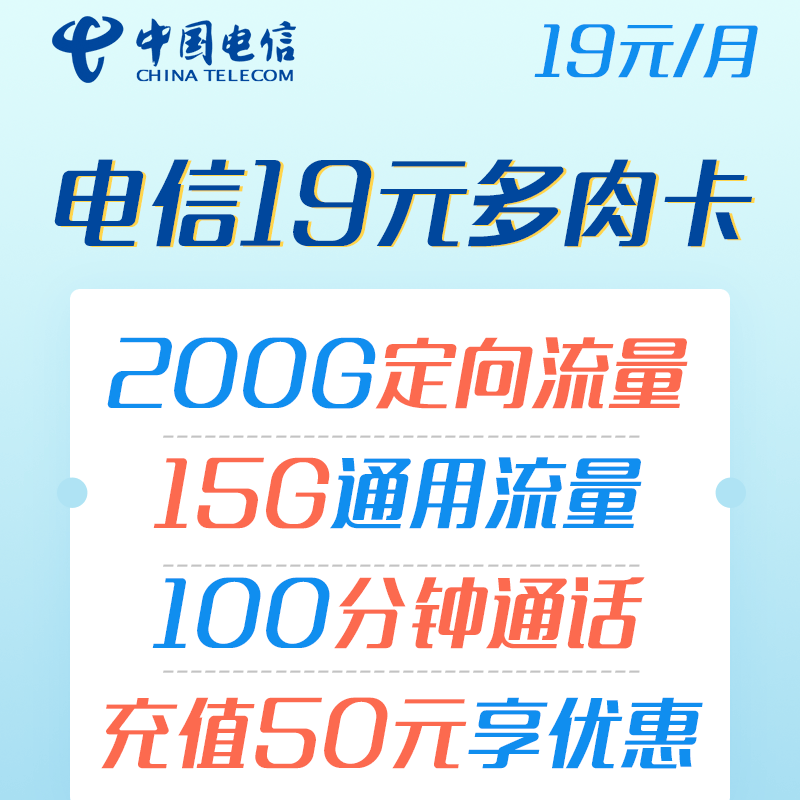 中国电信
CHINA TELECOM
19元/月
电信19元多肉卡
200G定向流量
15G通用流量
100分钟通话
充值50元享优惠